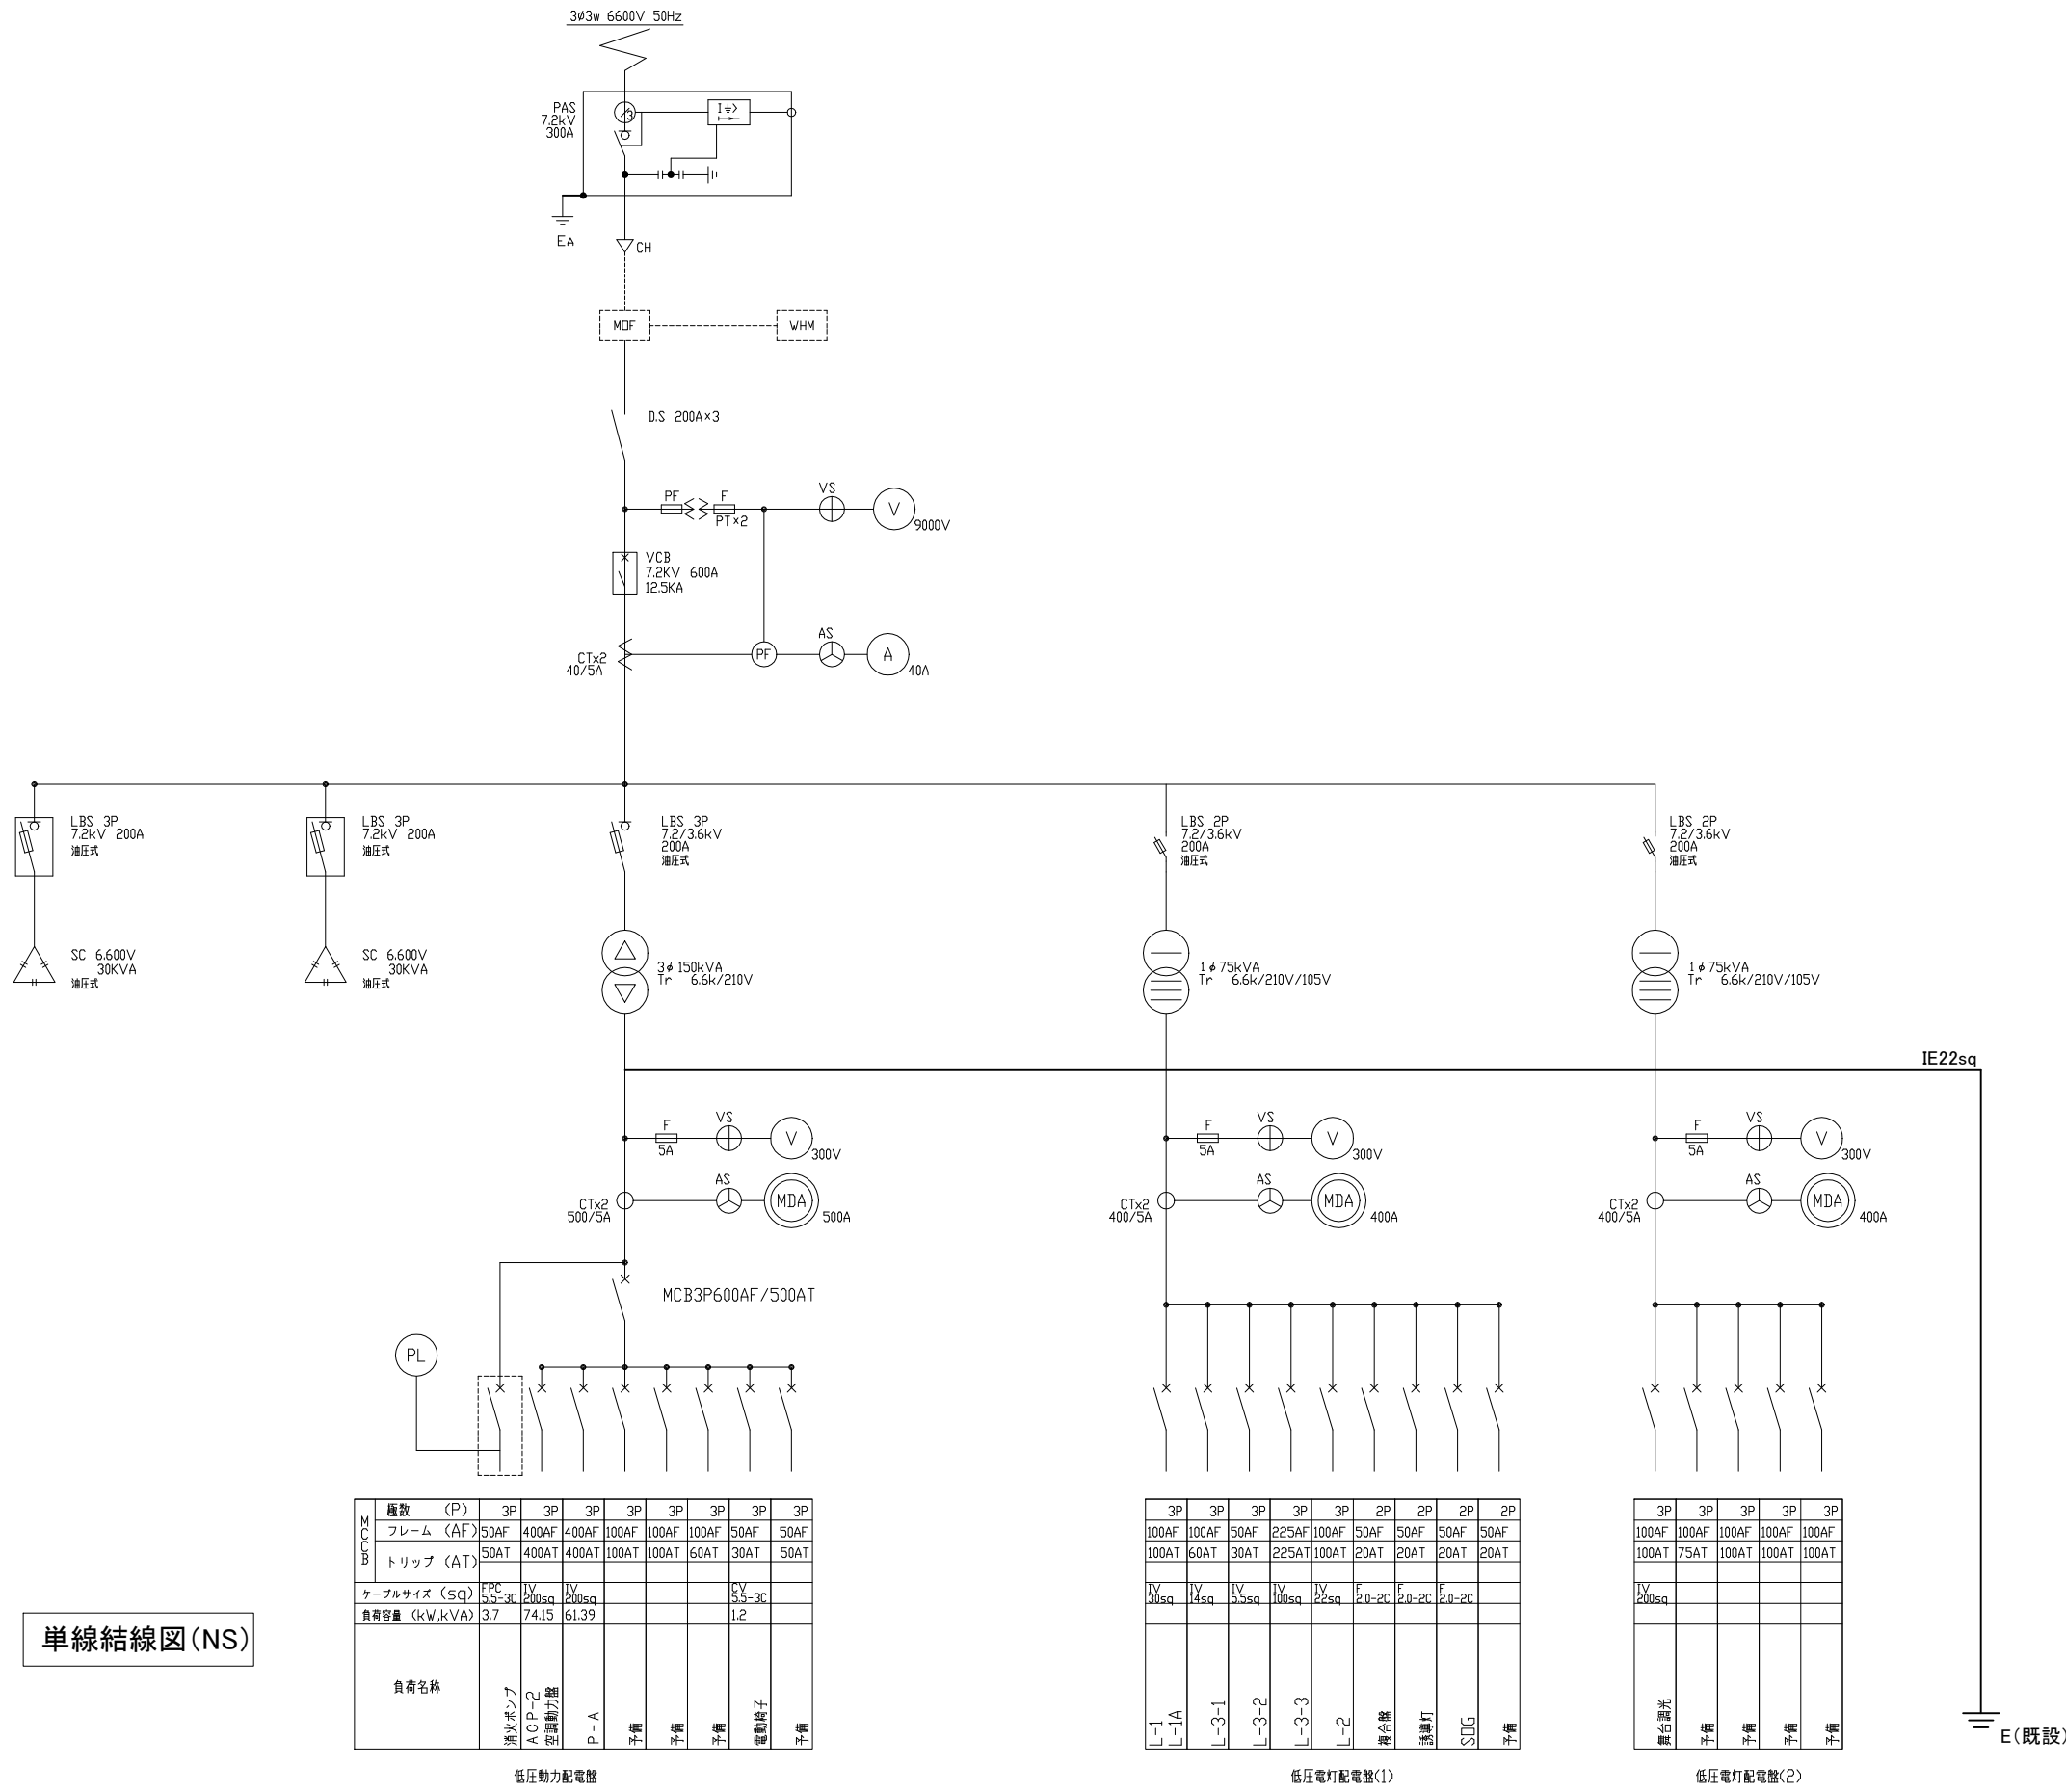 3φ3w 6600V 50Hz
PAS
7.2kV
300A
I⏚>
EA
CH
MOF
WHM
D.S 200A×3
PF
F
PT×2
VS
V
9000V
VCB
7.2KV 600A
12.5KA
CTx2
40/5A
PF
AS
A
40A
LBS 3P
7.2kV 200A
油圧式
LBS 3P
7.2kV 200A
油圧式
LBS 3P
7.2/3.6kV
200A
油圧式
LBS 2P
7.2/3.6kV
200A
油圧式
LBS 2P
7.2/3.6kV
200A
油圧式
SC 6.600V
30KVA
油圧式
SC 6.600V
30KVA
油圧式
3φ150kVA
Tr 6.6k/210V
1φ75kVA
Tr 6.6k/210V/105V
1φ75kVA
Tr 6.6k/210V/105V
IE22sq
F
5A
VS
V
300V
CTx2
500/5A
AS
MDA
500A
F
5A
VS
V
300V
CTx2
400/5A
AS
MDA
400A
F
5A
VS
V
300V
CTx2
400/5A
AS
MDA
400A
MCB3P600AF/500AT
PL
MCCB
極数 (P) 3P 3P 3P 3P 3P 3P 3P 3P
フレーム (AF) 50AF 400AF 400AF 100AF 100AF 100AF 50AF 50AF
トリップ (AT) 50AT 400AT 400AT 100AT 100AT 60AT 30AT 50AT
ケーブルサイズ (sq) FPC 5.5-3C IV 200sq IV 200sq CV 5.5-3C
負荷容量 (kW,kVA) 3.7 74.15 61.39 1.2
負荷名称 消火ポンプ ACP-2 空調動力盤 P-A 予備 予備 予備 電動椅子 予備
低圧動力配電盤
3P 3P 3P 3P 3P 2P 2P 2P 2P
100AF 100AF 50AF 225AF 100AF 50AF 50AF 50AF 50AF
100AT 60AT 30AT 225AT 100AT 20AT 20AT 20AT 20AT
IV 30sq IV 14sq IV 5.5sq IV 100sq IV 22sq F 2.0-2C F 2.0-2C F 2.0-2C
L-1 L-1A L-3-1 L-3-2 L-3-3 L-2 複合盤 誘導灯 SOG 予備
低圧電灯配電盤(1)
3P 3P 3P 3P 3P
100AF 100AF 100AF 100AF 100AF
100AT 75AT 100AT 100AT 100AT
IV 200sq
舞台調光 予備 予備 予備 予備
低圧電灯配電盤(2)
E(既設)
単線結線図(NS)